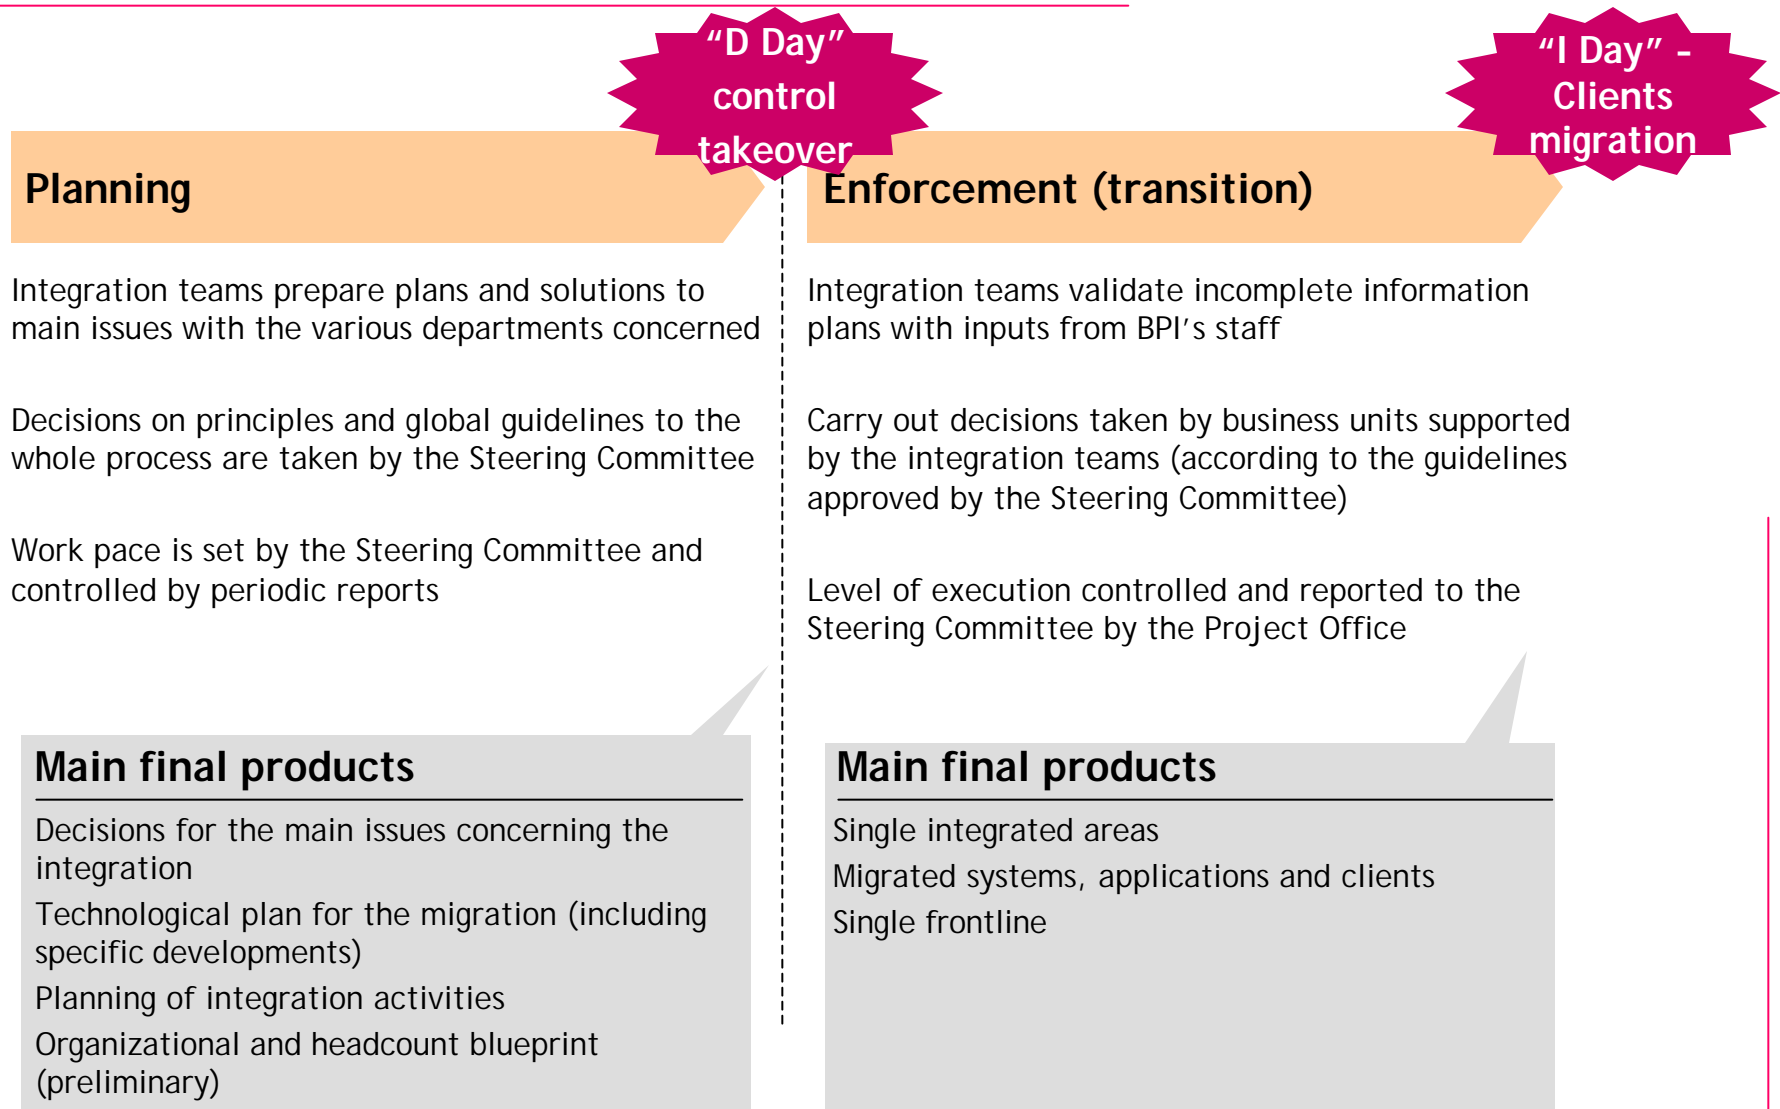 “D Day”
control
takeover
“I Day” -
Clients
migration
Planning
Integration teams prepare plans and solutions to
main issues with the various departments concerned
Decisions on principles and global guidelines to the
whole process are taken by the Steering Committee
Work pace is set by the Steering Committee and
controlled by periodic reports
Main final products
Decisions for the main issues concerning the
integration
Technological plan for the migration (including
specific developments)
Planning of integration activities
Organizational and headcount blueprint
(preliminary)
Enforcement (transition)
Integration teams validate incomplete information
plans with inputs from BPI’s staff
Carry out decisions taken by business units supported
by the integration teams (according to the guidelines
approved by the Steering Committee)
Level of execution controlled and reported to the
Steering Committee by the Project Office
Main final products
Single integrated areas
Migrated systems, applications and clients
Single frontline